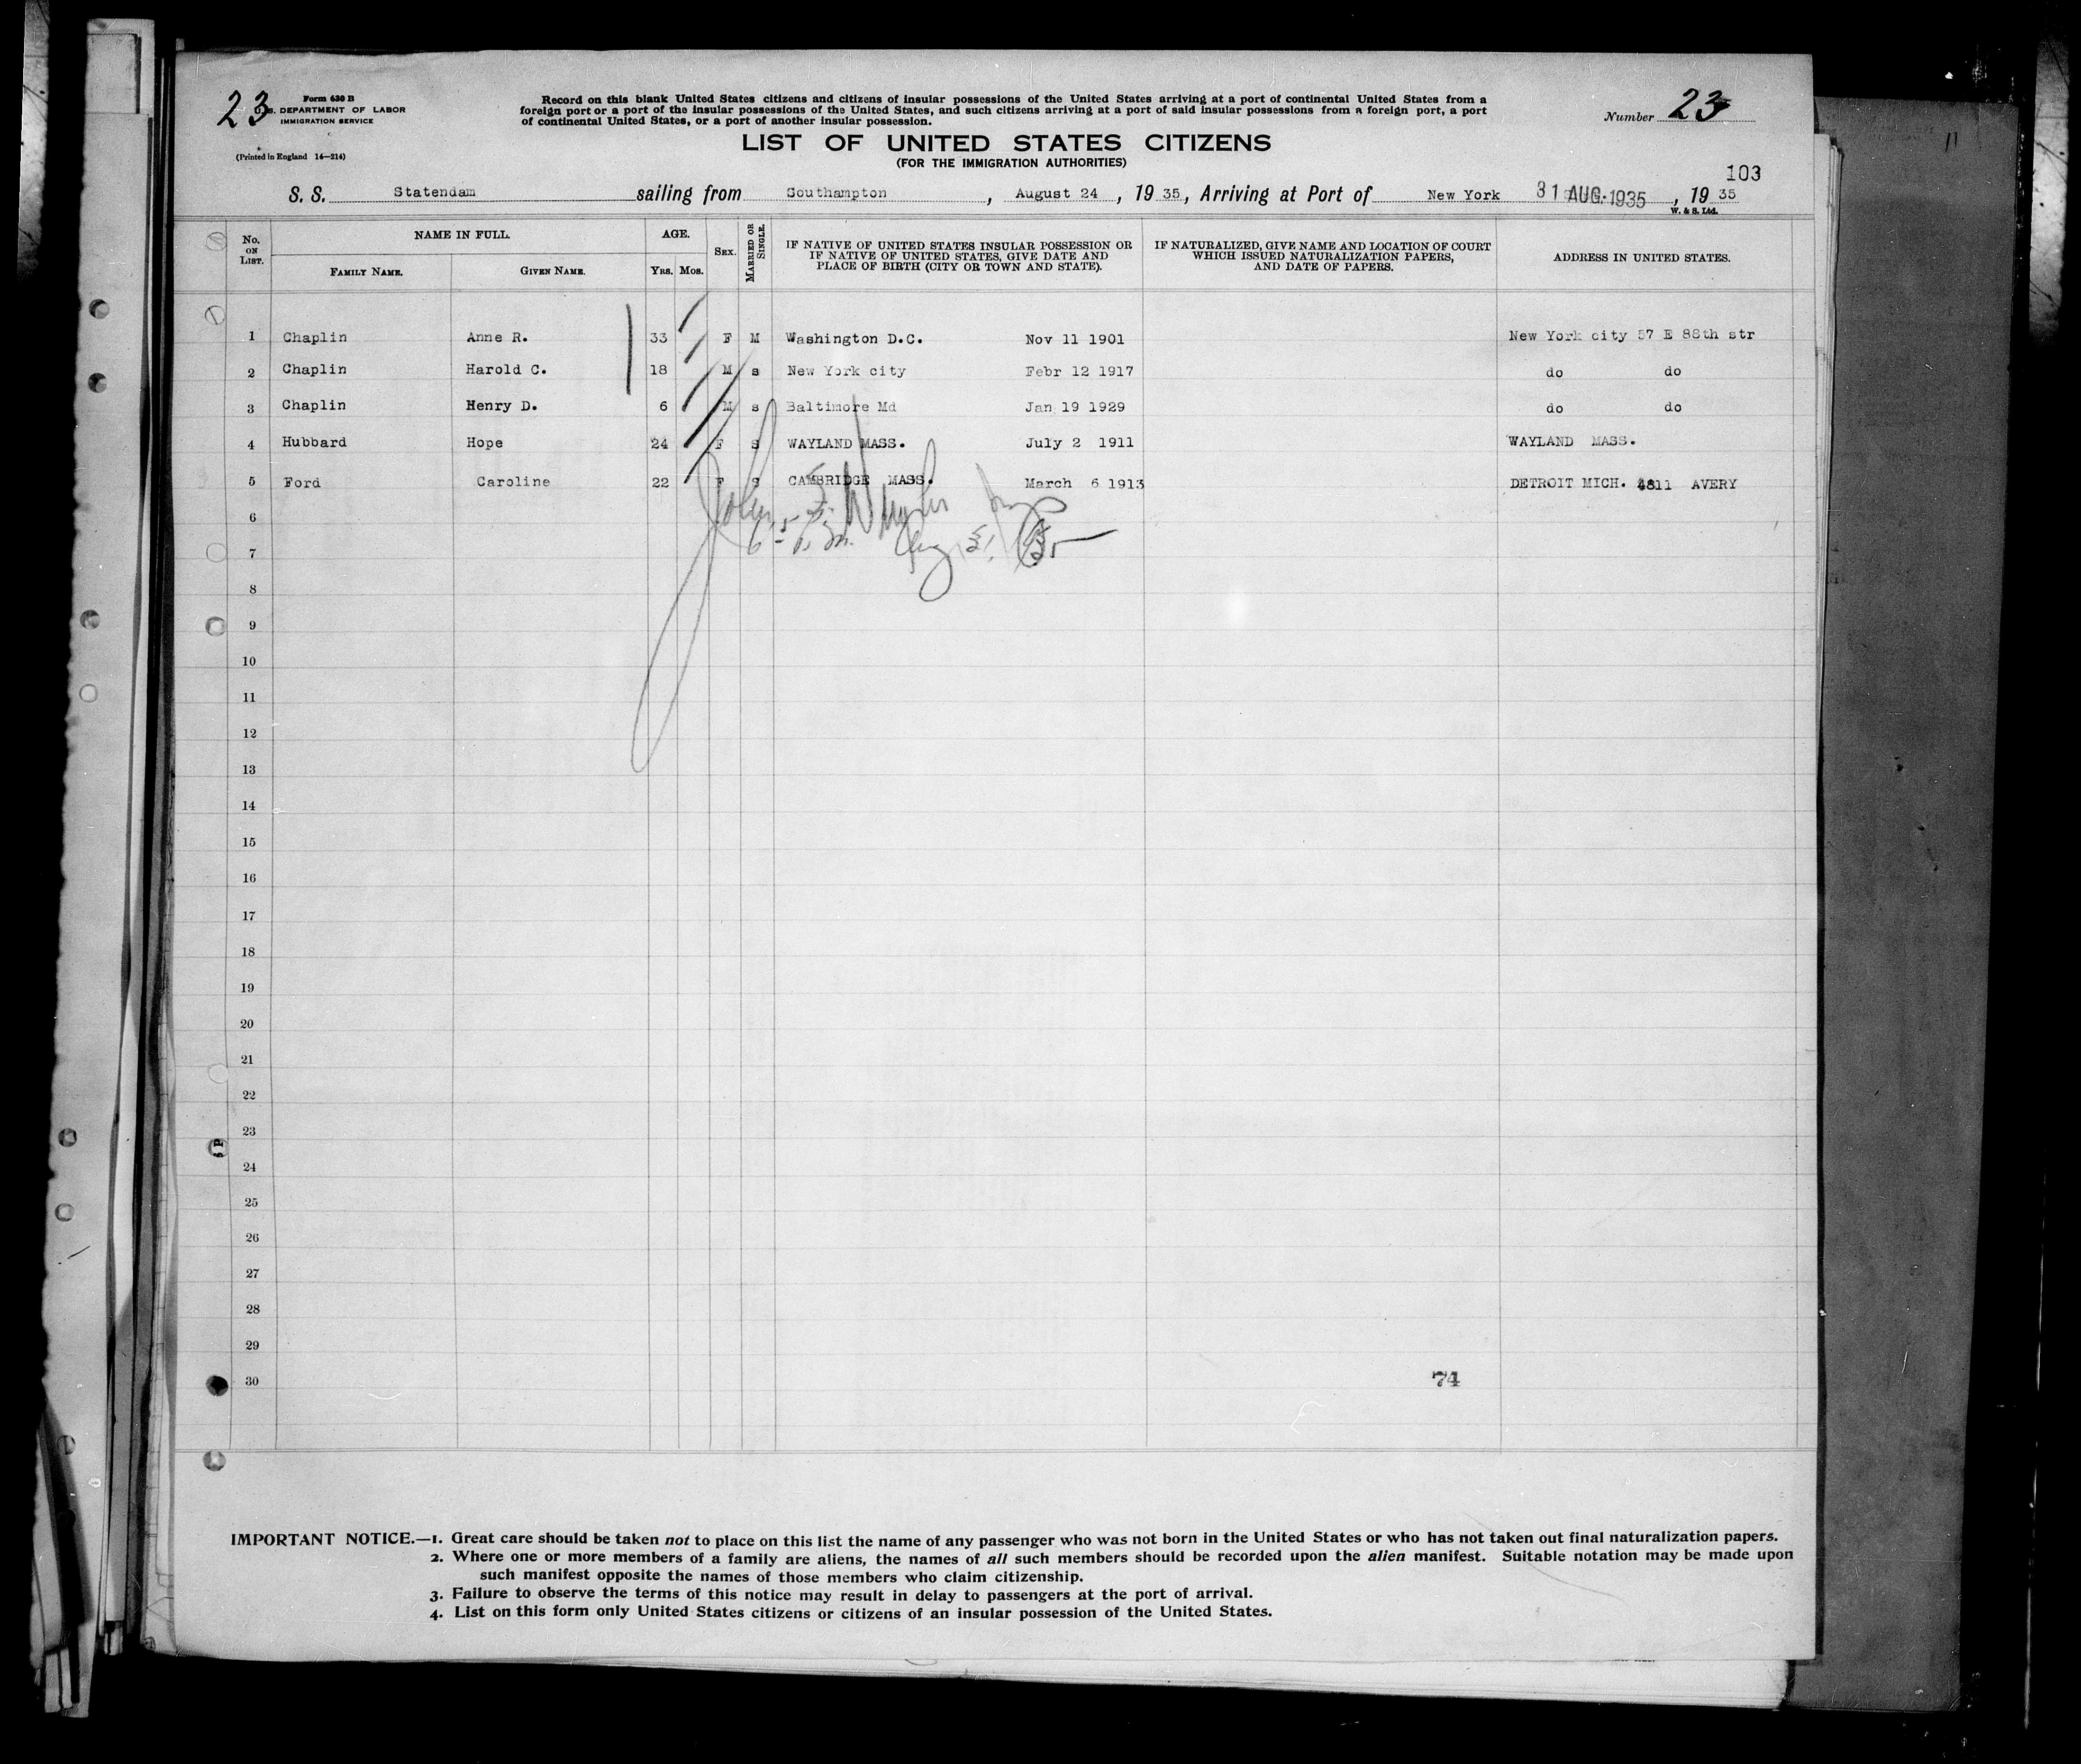 23 Form 630 B
U.S. DEPARTMENT OF LABOR
IMMIGRATION SERVICE
(Printed in England 14—214)
Record on this blank United States citizens and citizens of insular possessions of the United States arriving at a port of continental United States from a
foreign port or a port of the insular possessions of the United States, and such citizens arriving at a port of said insular possessions from a foreign port, a port
of continental United States, or a port of another insular possession.
Number 23
LIST OF UNITED STATES CITIZENS
(FOR THE IMMIGRATION AUTHORITIES)
103
S. S. Statendam sailing from Southampton , August 24 , 19 35, Arriving at Port of New York 31 AUG. 1935 , 19 35
W. & S. Ltd.
No. ON LIST. NAME IN FULL. AGE. SEX. MARRIED OR SINGLE. IF NATIVE OF UNITED STATES INSULAR POSSESSION OR IF NATIVE OF UNITED STATES, GIVE DATE AND PLACE OF BIRTH (CITY OR TOWN AND STATE). IF NATURALIZED, GIVE NAME AND LOCATION OF COURT WHICH ISSUED NATURALIZATION PAPERS, AND DATE OF PAPERS. ADDRESS IN UNITED STATES.
FAMILY NAME. GIVEN NAME. YRS. MOS.
1 Chaplin Anne R. 33 F M Washington D.C. Nov 11 1901 New York city 57 E 88th str
2 Chaplin Harold C. 18 M s New York city Febr 12 1917 do do
3 Chaplin Henry D. 6 M s Baltimore Md Jan 19 1929 do do
4 Hubbard Hope 24 F s WAYLAND MASS. July 2 1911 WAYLAND MASS.
5 Ford Caroline 22 F s CAMBRIDGE MASS. March 6 1913 DETROIT MICH. 4811 AVERY
6
7
8
9
10
11
12
13
14
15
16
17
18
19
20
21
22
23
24
25
26
27
28
29
30 74
IMPORTANT NOTICE.—1. Great care should be taken not to place on this list the name of any passenger who was not born in the United States or who has not taken out final naturalization papers.
2. Where one or more members of a family are aliens, the names of all such members should be recorded upon the alien manifest. Suitable notation may be made upon
such manifest opposite the names of those members who claim citizenship.
3. Failure to observe the terms of this notice may result in delay to passengers at the port of arrival.
4. List on this form only United States citizens or citizens of an insular possession of the United States.